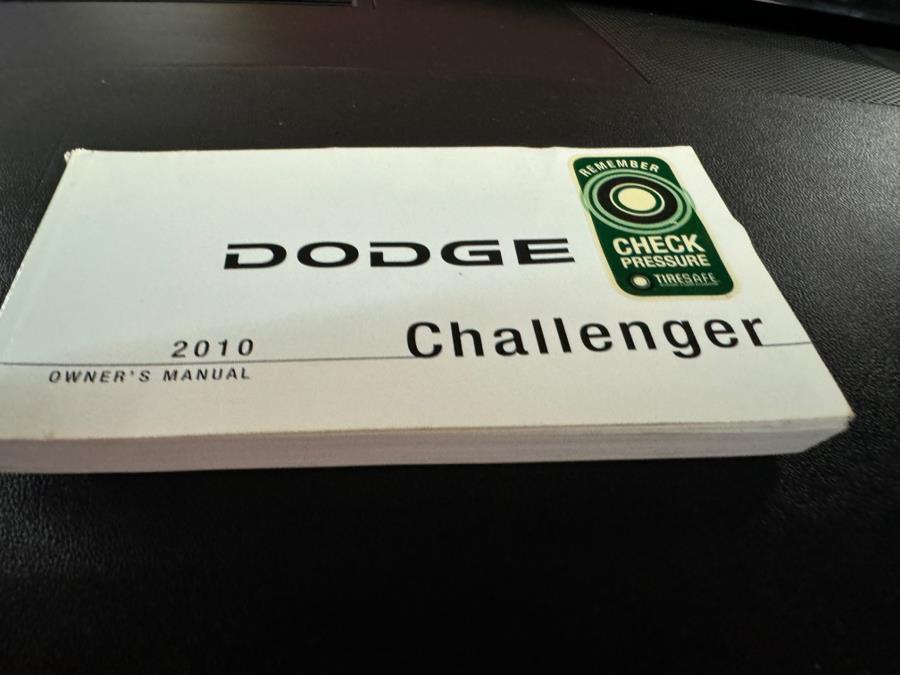 REMEMBER
CHECK
PRESSURE
TIRESAFE
DODGE
Challenger
2010
OWNER'S MANUAL